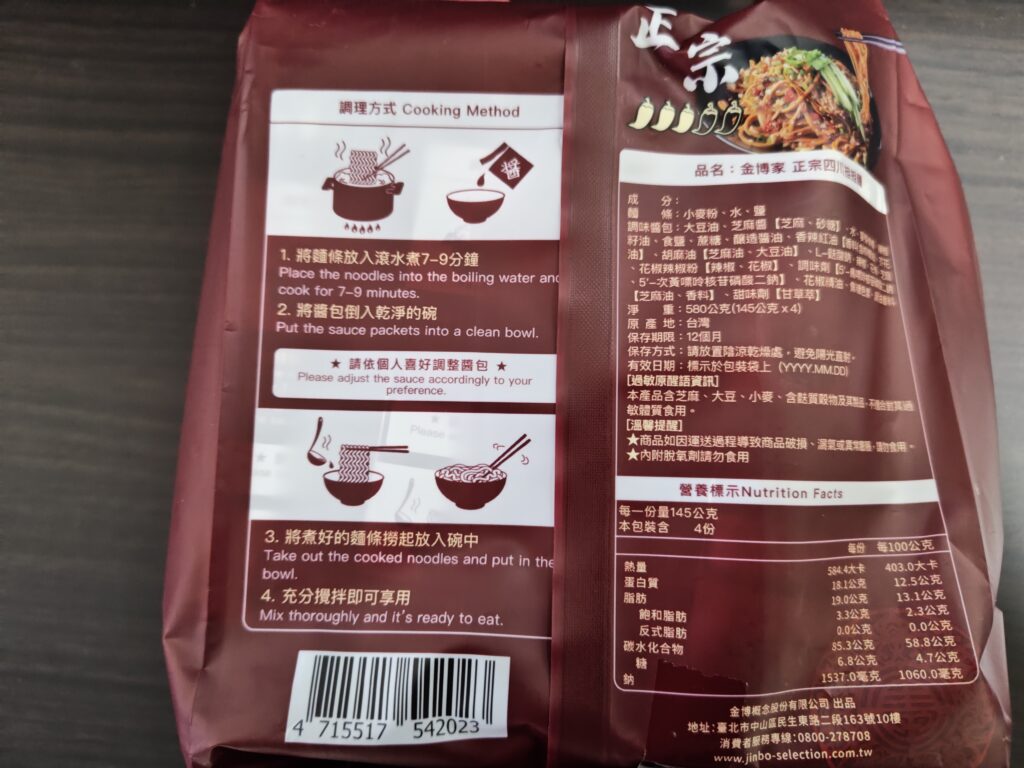 調理方式 Cooking Method
醬
1. 將麵條放入滾水煮7-9分鐘
Place the noodles into the boiling water and
cook for 7-9 minutes.
2. 將醬包倒入乾淨的碗
Put the sauce packets into a clean bowl.
★ 請依個人喜好調整醬包 ★
Please adjust the sauce accordingly to your
preference.
3. 將煮好的麵條撈起放入碗中
Take out the cooked noodles and put in the
bowl.
4. 充分攪拌即可享用
Mix thoroughly and it's ready to eat.
4 715517 542023
正宗
品名：金博家 正宗四川
成 分：
麵 條：小麥粉、水、鹽
調味醬包：大豆油、芝麻醬【芝麻、砂糖】、水、
籽油、食鹽、蔗糖、釀造醬油、香辣紅油
油】、胡麻油【芝麻油、大豆油】、L-麩酸鈉
、花椒辣椒粉【辣椒、花椒】、調味劑
、5'-次黃嘌呤核苷磷酸二鈉】、花椒精油
【芝麻油、香料】、甜味劑【甘草萃】
淨 重：580公克(145公克 x 4)
原 產 地：台灣
保存期限：12個月
保存方式：請放置陰涼乾燥處，避免陽光直射。
有效日期：標示於包裝袋上 (YYYY.MM.DD)
[過敏原醒語資訊]
本產品含芝麻、大豆、小麥、含麩質穀物及其製品，不適合對其過
敏體質食用。
[溫馨提醒]
★商品如因運送過程導致商品破損、漏氣或異常膨脹，請勿食用。
★內附脫氧劑請勿食用
營養標示Nutrition Facts
每一份量145公克
本包裝含 4份
每份 每100公克
熱量 584.4大卡 403.0大卡
蛋白質 18.1公克 12.5公克
脂肪 19.0公克 13.1公克
飽和脂肪 3.3公克 2.3公克
反式脂肪 0.0公克 0.0公克
碳水化合物 85.3公克 58.8公克
糖 6.8公克 4.7公克
鈉 1537.0毫克 1060.0毫克
金博概念股份有限公司 出品
地址:臺北市中山區民生東路二段163號10樓
消費者服務專線:0800-278708
www.jinbo-selection.com.tw